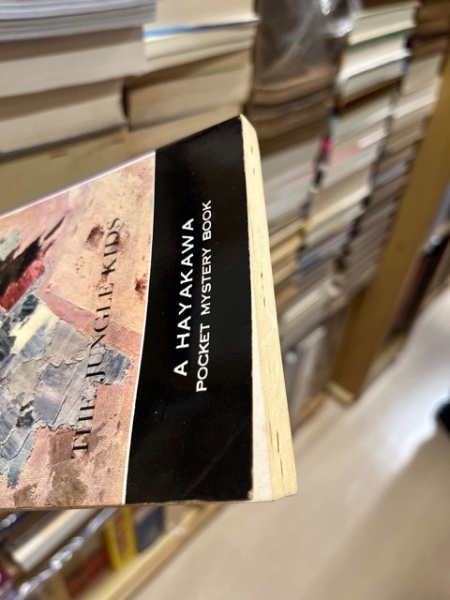 THE JUNGLE KIDS
A HAYAKAWA
POCKET MYSTERY BOOK